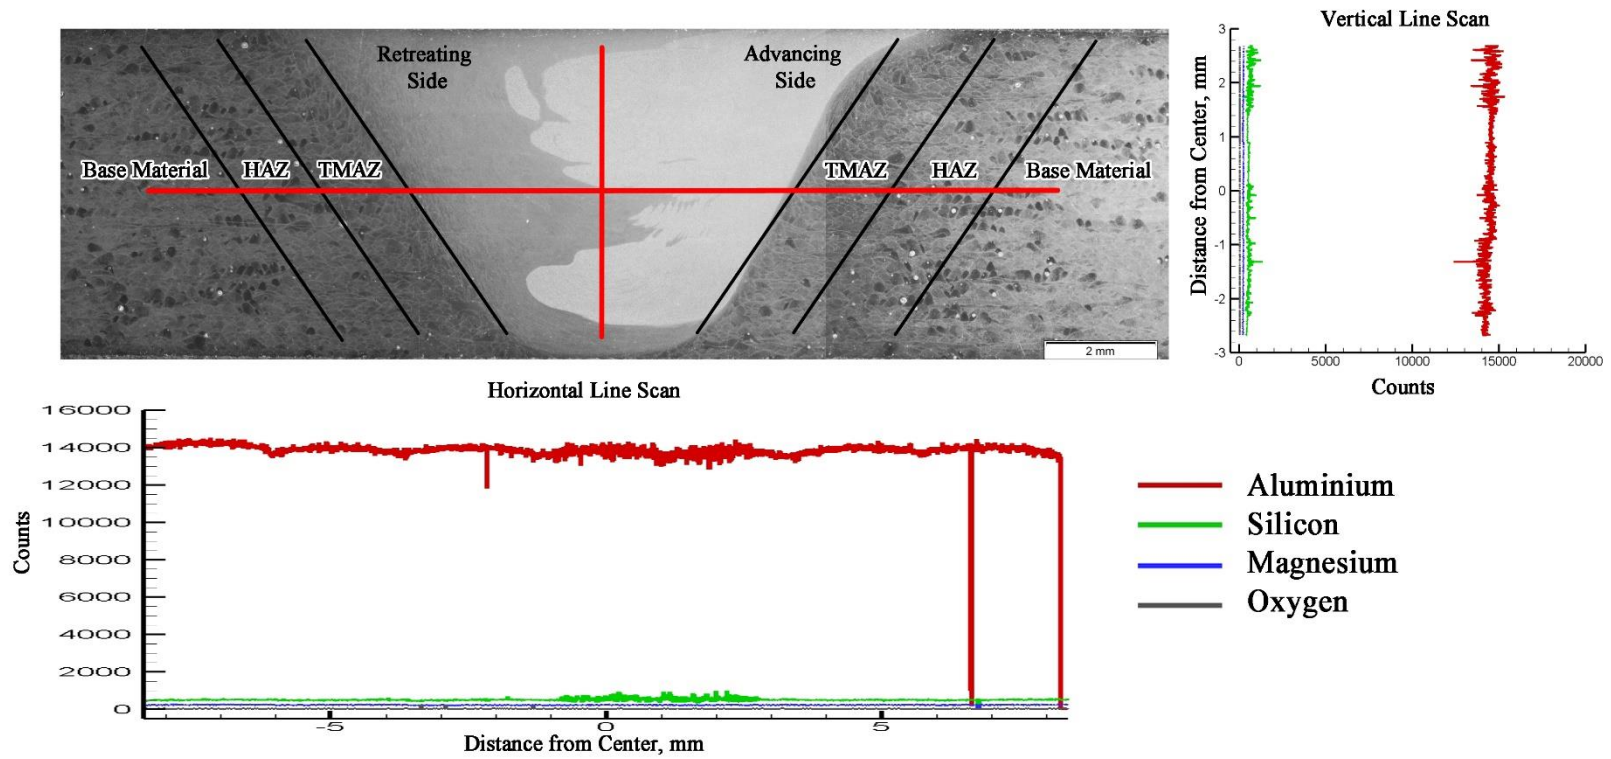 Vertical Line Scan
Retreating
Side
Advancing
Side
Base Material
HAZ
TMAZ
TMAZ
HAZ
Base Material
2 mm
Distance from Center, mm
3
2
1
0
-1
-2
-3
0
5000
10000
15000
20000
Counts
Horizontal Line Scan
Counts
16000
14000
12000
10000
8000
6000
4000
2000
0
-5
0
5
Distance from Center, mm
Aluminium
Silicon
Magnesium
Oxygen